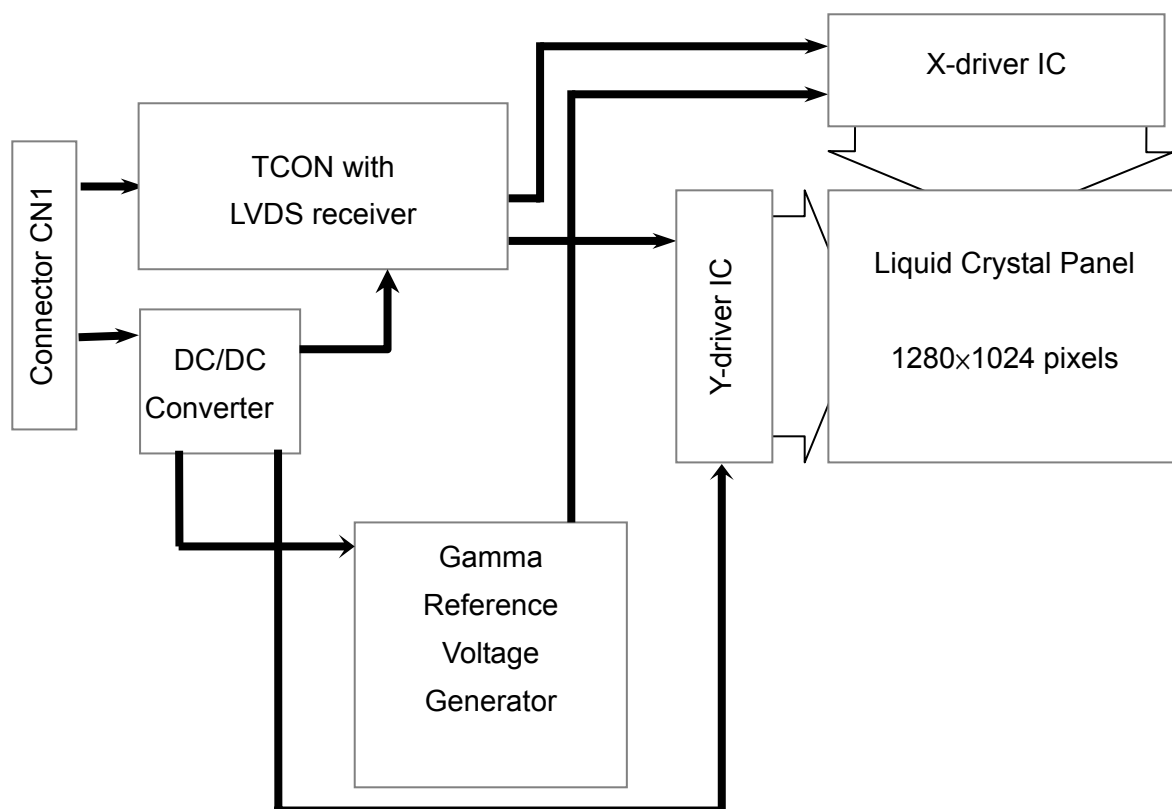 X-driver IC
TCON with
LVDS receiver
Connector CN1
Liquid Crystal Panel
1280×1024 pixels
Y-driver IC
DC/DC
Converter
Gamma
Reference
Voltage
Generator